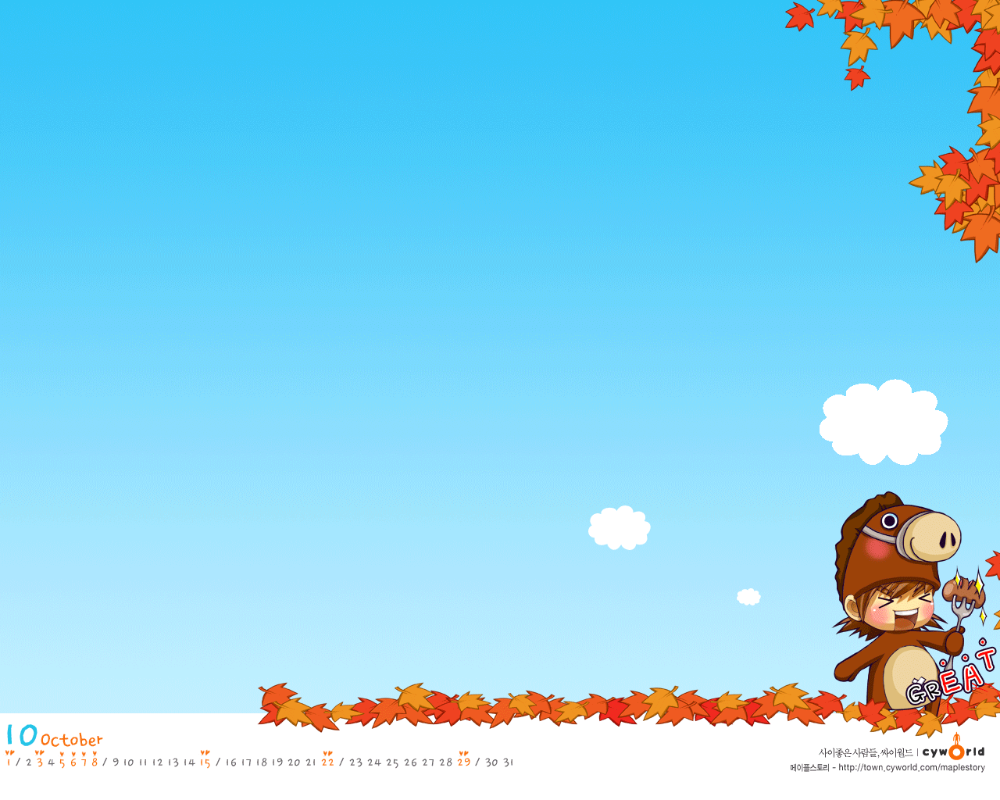 GREAT
10 October
1 / 2 3 4 5 6 7 8 / 9 10 11 12 13 14 15 / 16 17 18 19 20 21 22 / 23 24 25 26 27 28 29 / 30 31
사이좋은 사람들, 싸이월드 | cyworld
메이플스토리 - http://town.cyworld.com/maplestory